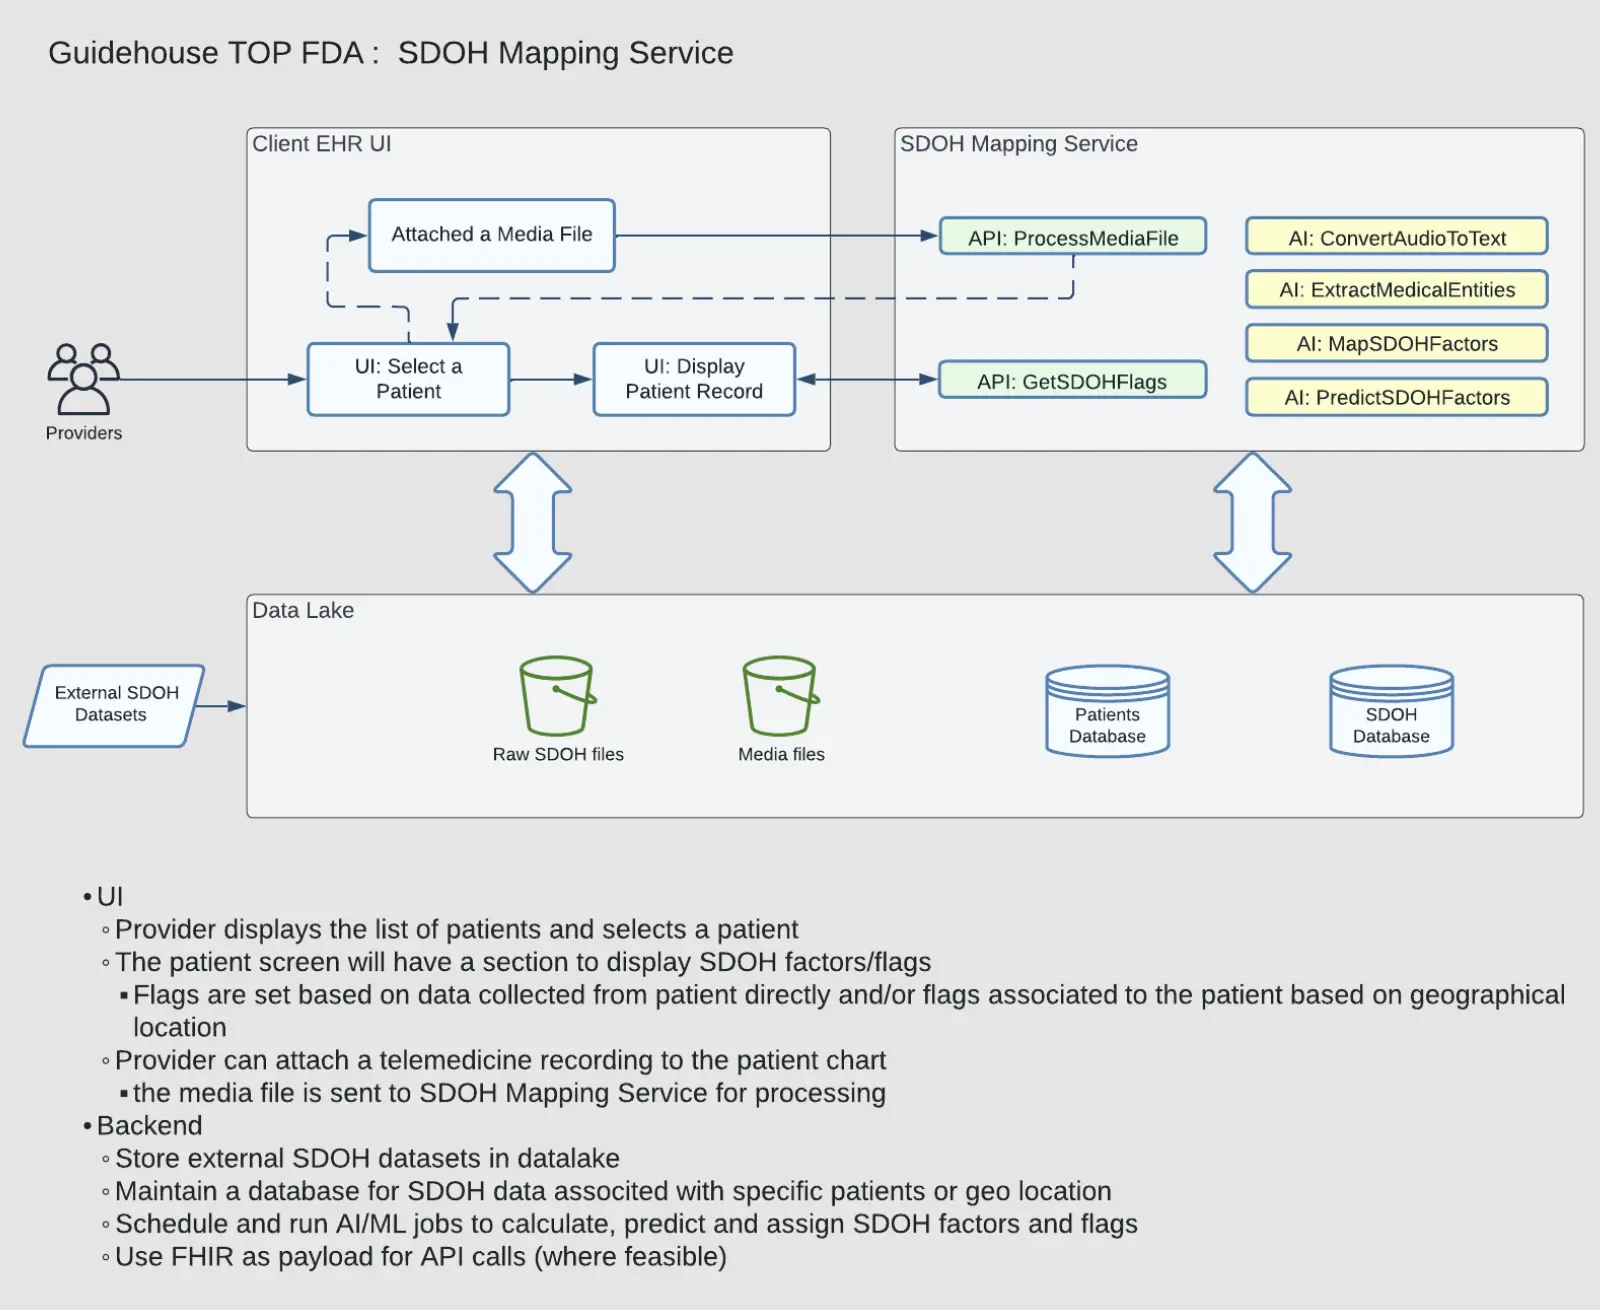 Guidehouse TOP FDA :  SDOH Mapping Service
Client EHR UI
Attached a Media File
UI: Select a
Patient
UI: Display
Patient Record
Providers
SDOH Mapping Service
API: ProcessMediaFile
API: GetSDOHFlags
AI: ConvertAudioToText
AI: ExtractMedicalEntities
AI: MapSDOHFactors
AI: PredictSDOHFactors
External SDOH
Datasets
Data Lake
Raw SDOH files
Media files
Patients
Database
SDOH
Database
• UI
◦ Provider displays the list of patients and selects a patient
◦ The patient screen will have a section to display SDOH factors/flags
▪ Flags are set based on data collected from patient directly and/or flags associated to the patient based on geographical
location
◦ Provider can attach a telemedicine recording to the patient chart
▪ the media file is sent to SDOH Mapping Service for processing
• Backend
◦ Store external SDOH datasets in datalake
◦ Maintain a database for SDOH data associted with specific patients or geo location
◦ Schedule and run AI/ML jobs to calculate, predict and assign SDOH factors and flags
◦ Use FHIR as payload for API calls (where feasible)